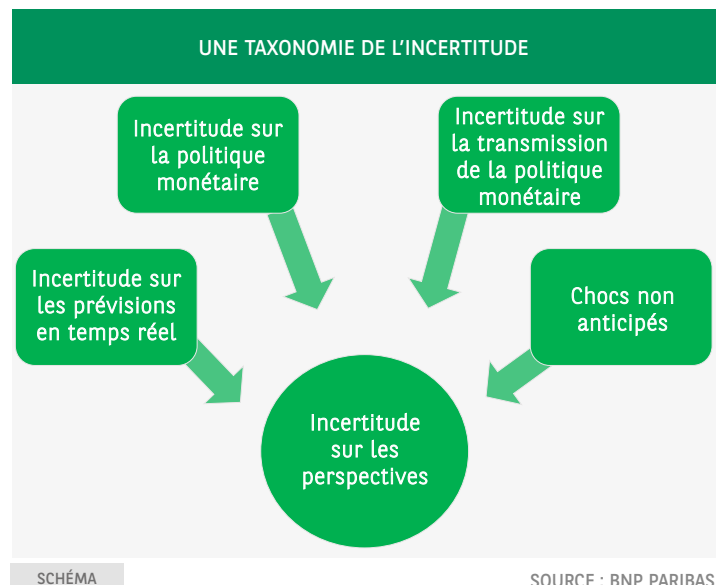 UNE TAXONOMIE DE L'INCERTITUDE
Incertitude sur
la politique
monétaire
Incertitude sur
la transmission
de la politique
monétaire
Incertitude sur
les prévisions
en temps réel
Chocs non
anticipés
Incertitude
sur les
perspectives
SCHÉMA
SOURCE : BNP PARIBAS